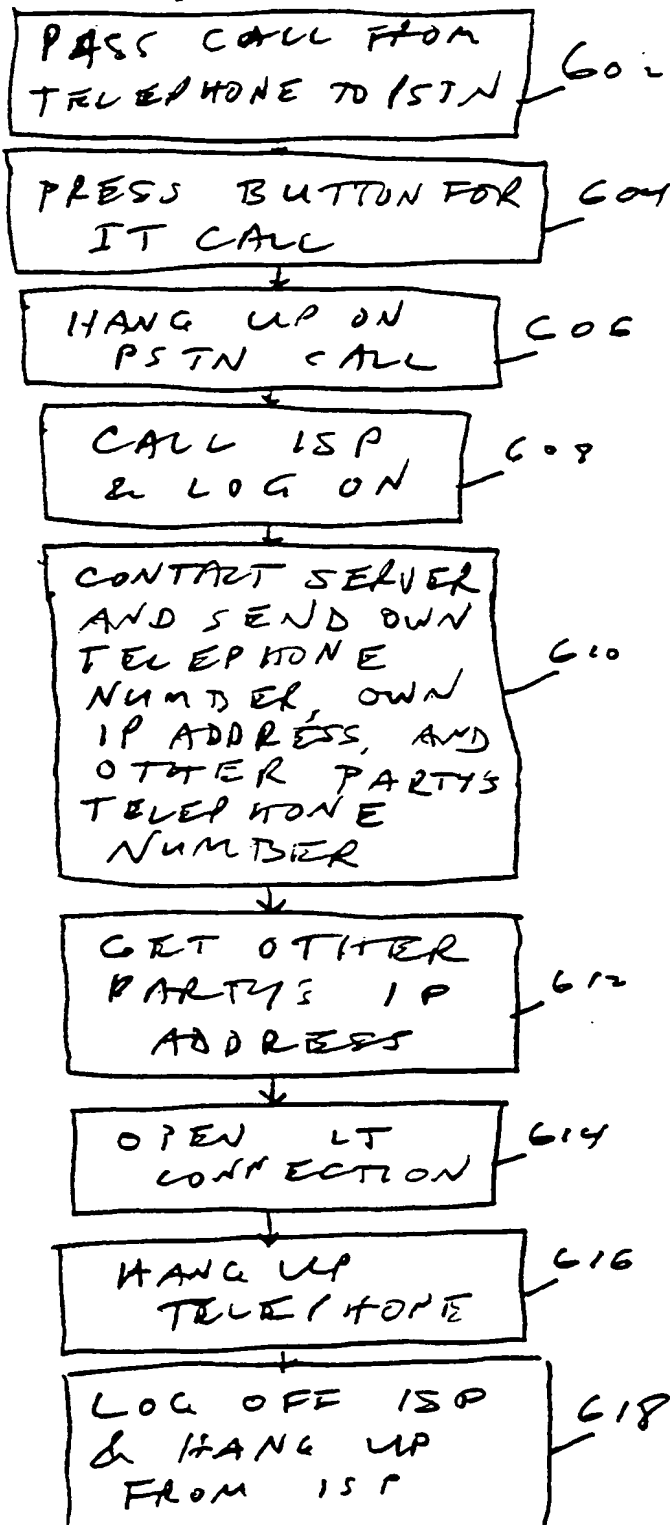 PASS CALL FROM
TELEPHONE TO PSTN
602
PRESS BUTTON FOR
IT CALL
604
HANG UP ON
PSTN CALL
606
CALL ISP
& LOG ON
608
CONTACT SERVER
AND SEND OWN
TELEPHONE
NUMBER, OWN
IP ADDRESS, AND
OTHER PARTY'S
TELEPHONE
NUMBER
610
GET OTHER
PARTY'S IP
ADDRESS
612
OPEN IT
CONNECTION
614
HANG UP
TELEPHONE
616
LOG OFF ISP
& HANG UP
FROM ISP
618